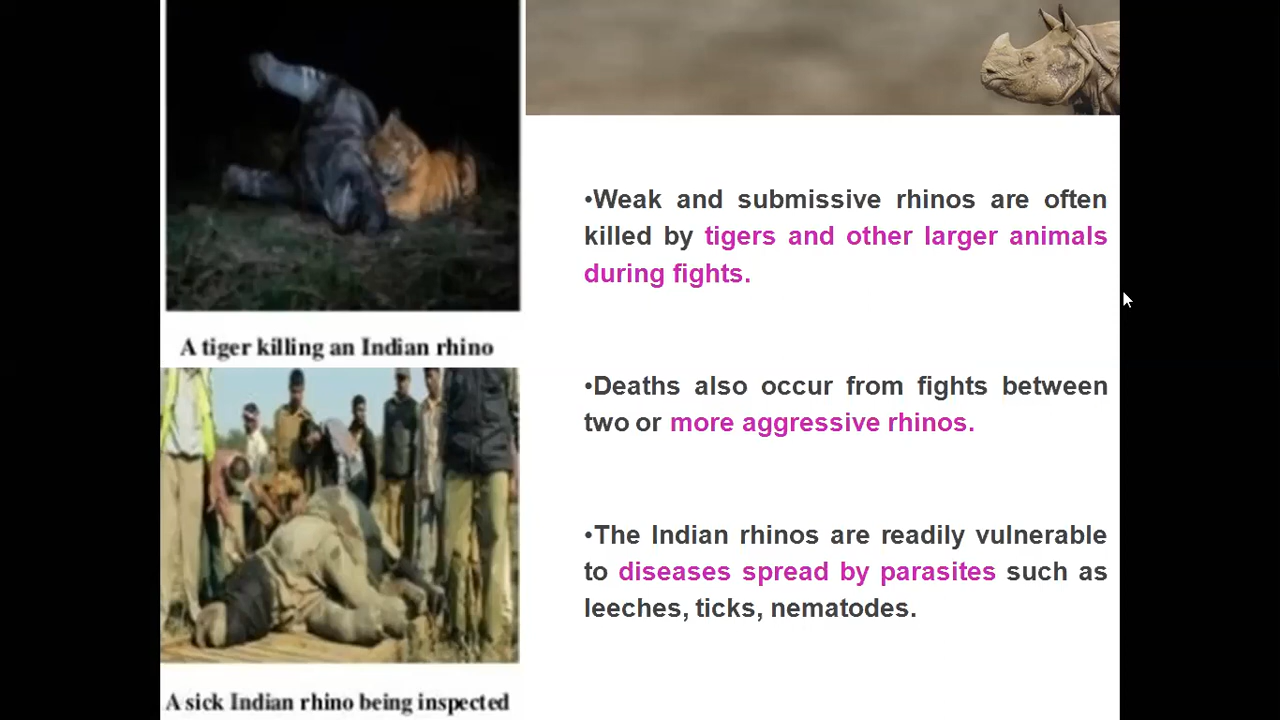 A tiger killing an Indian rhino
A sick Indian rhino being inspected
•Weak and submissive rhinos are often
killed by tigers and other larger animals
during fights.
•Deaths also occur from fights between
two or more aggressive rhinos.
•The Indian rhinos are readily vulnerable
to diseases spread by parasites such as
leeches, ticks, nematodes.